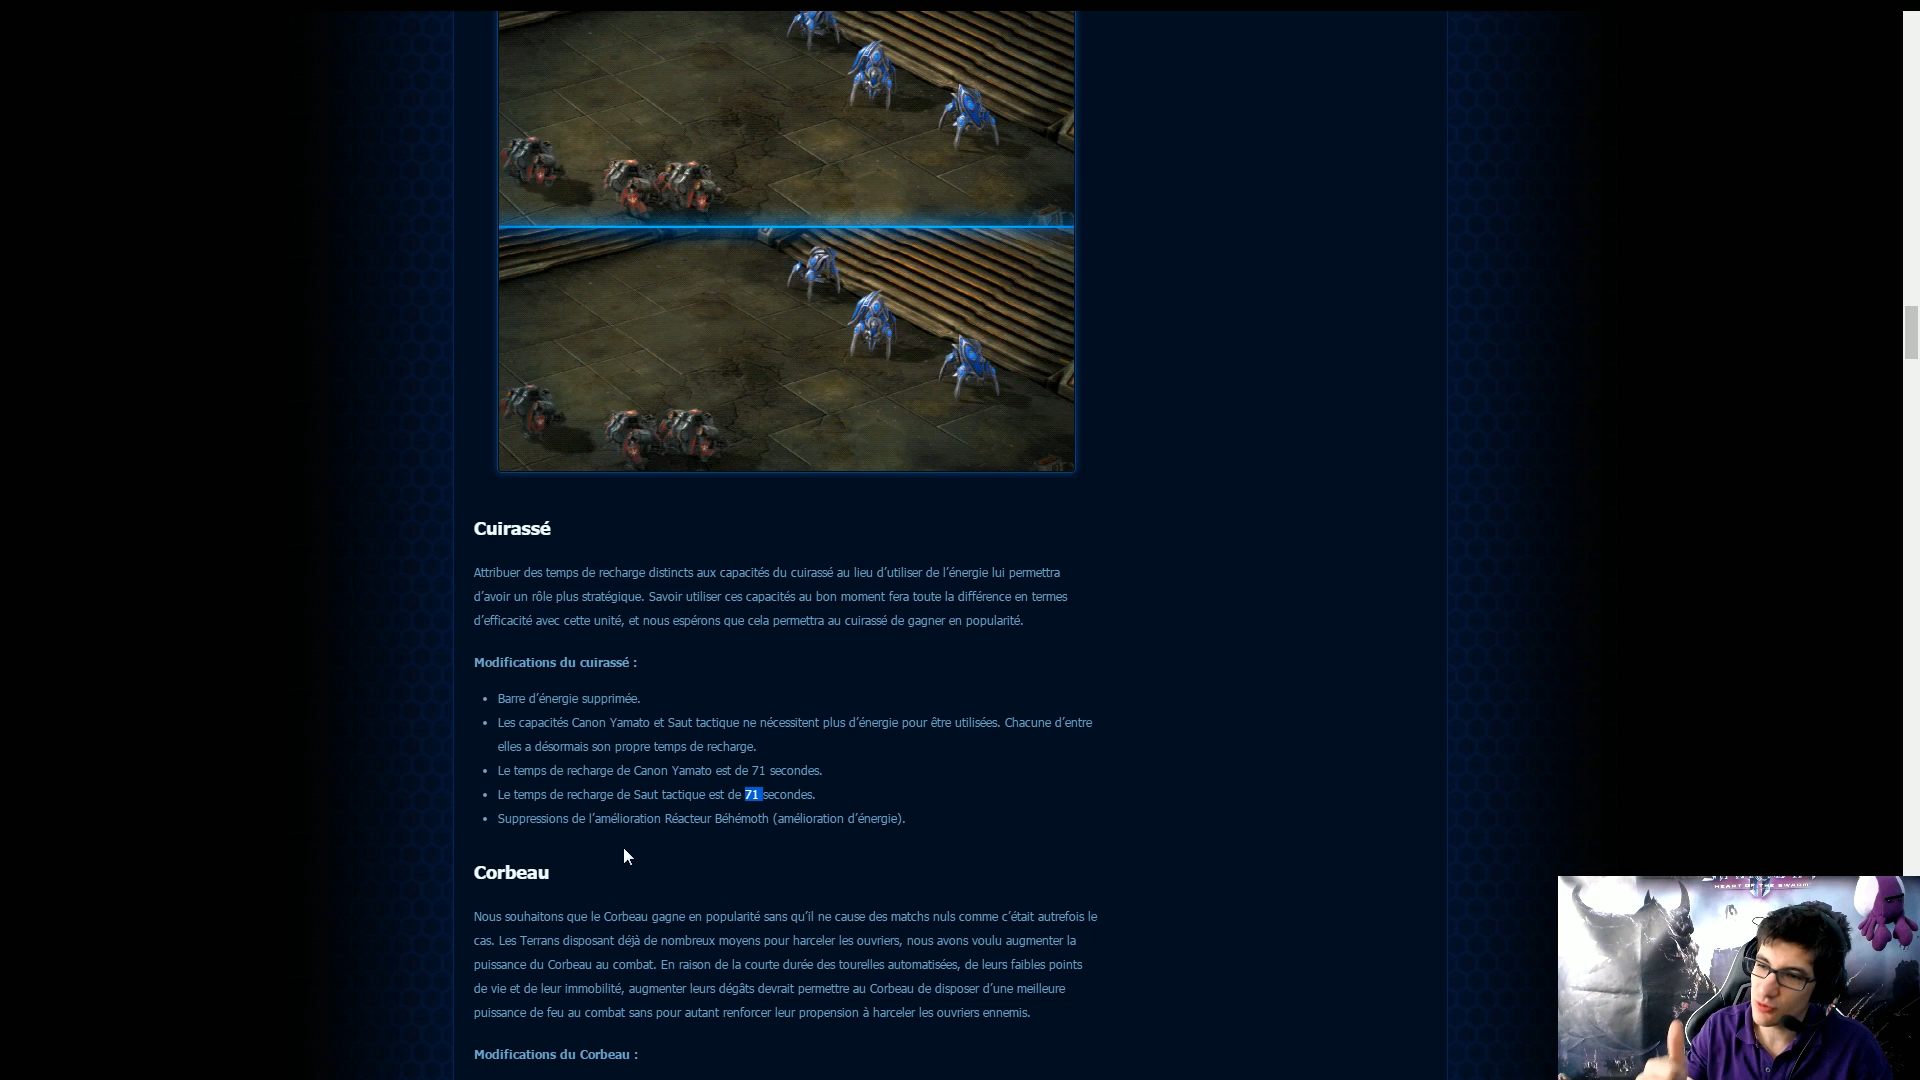 Cuirassé
Attribuer des temps de recharge distincts aux capacités du cuirassé au lieu d’utiliser de l’énergie lui permettra
d’avoir un rôle plus stratégique. Savoir utiliser ces capacités au bon moment fera toute la différence en termes
d’efficacité avec cette unité, et nous espérons que cela permettra au cuirassé de gagner en popularité.
Modifications du cuirassé :
• Barre d’énergie supprimée.
• Les capacités Canon Yamato et Saut tactique ne nécessitent plus d’énergie pour être utilisées. Chacune d’entre
elles a désormais son propre temps de recharge.
• Le temps de recharge de Canon Yamato est de 71 secondes.
• Le temps de recharge de Saut tactique est de 71 secondes.
• Suppressions de l’amélioration Réacteur Béhémoth (amélioration d’énergie).
Corbeau
Nous souhaitons que le Corbeau gagne en popularité sans qu’il ne cause des matchs nuls comme c’était autrefois le
cas. Les Terrans disposant déjà de nombreux moyens pour harceler les ouvriers, nous avons voulu augmenter la
puissance du Corbeau au combat. En raison de la courte durée des tourelles automatisées, de leurs faibles points
de vie et de leur immobilité, augmenter leurs dégâts devrait permettre au Corbeau de disposer d’une meilleure
puissance de feu au combat sans pour autant renforcer leur propension à harceler les ouvriers ennemis.
Modifications du Corbeau :
HEART OF THE SWARM